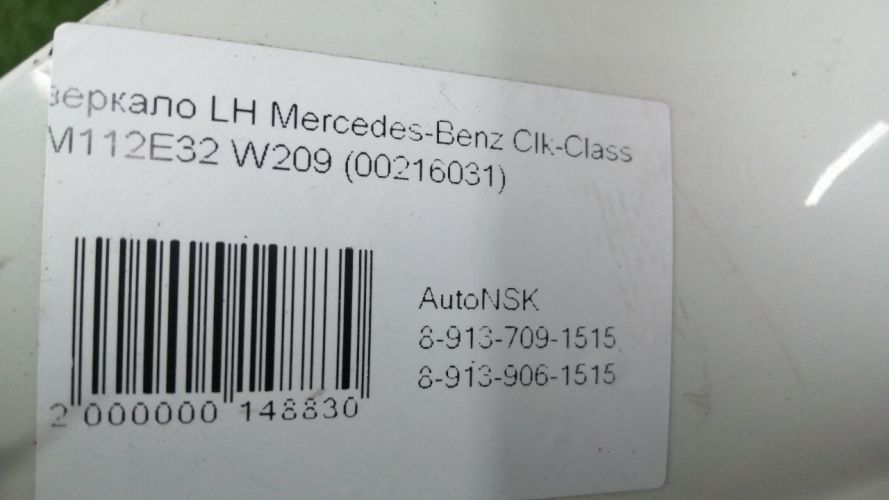 зеркало LH Mercedes-Benz Clk-Class
M112E32 W209 (00216031)
AutoNSK
8-913-709-1515
8-913-906-1515
2 000000 148830